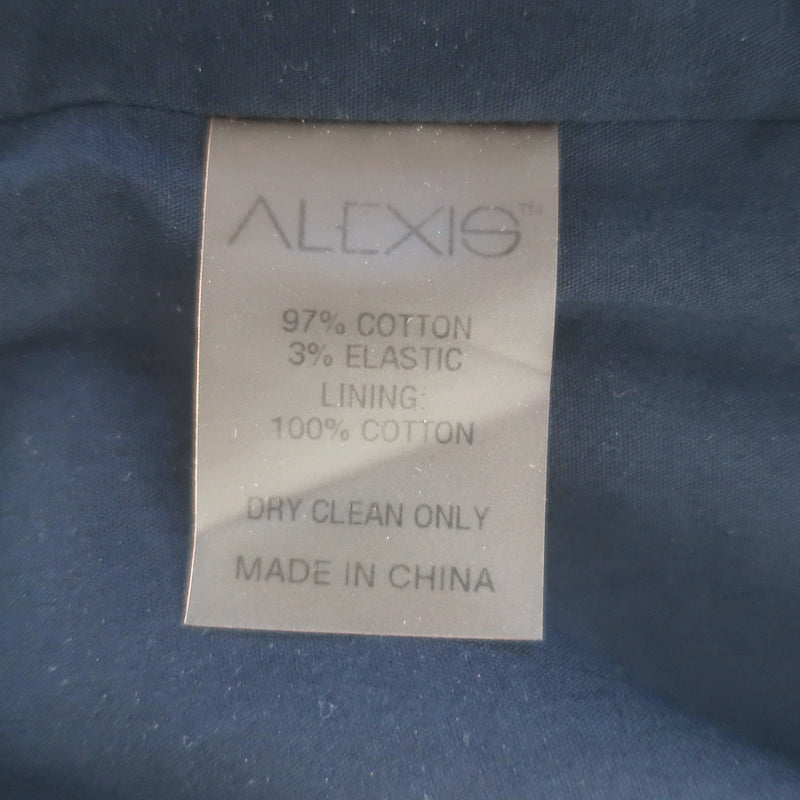 ALEXIS™
97% COTTON
3% ELASTIC
LINING:
100% COTTON
DRY CLEAN ONLY
MADE IN CHINA